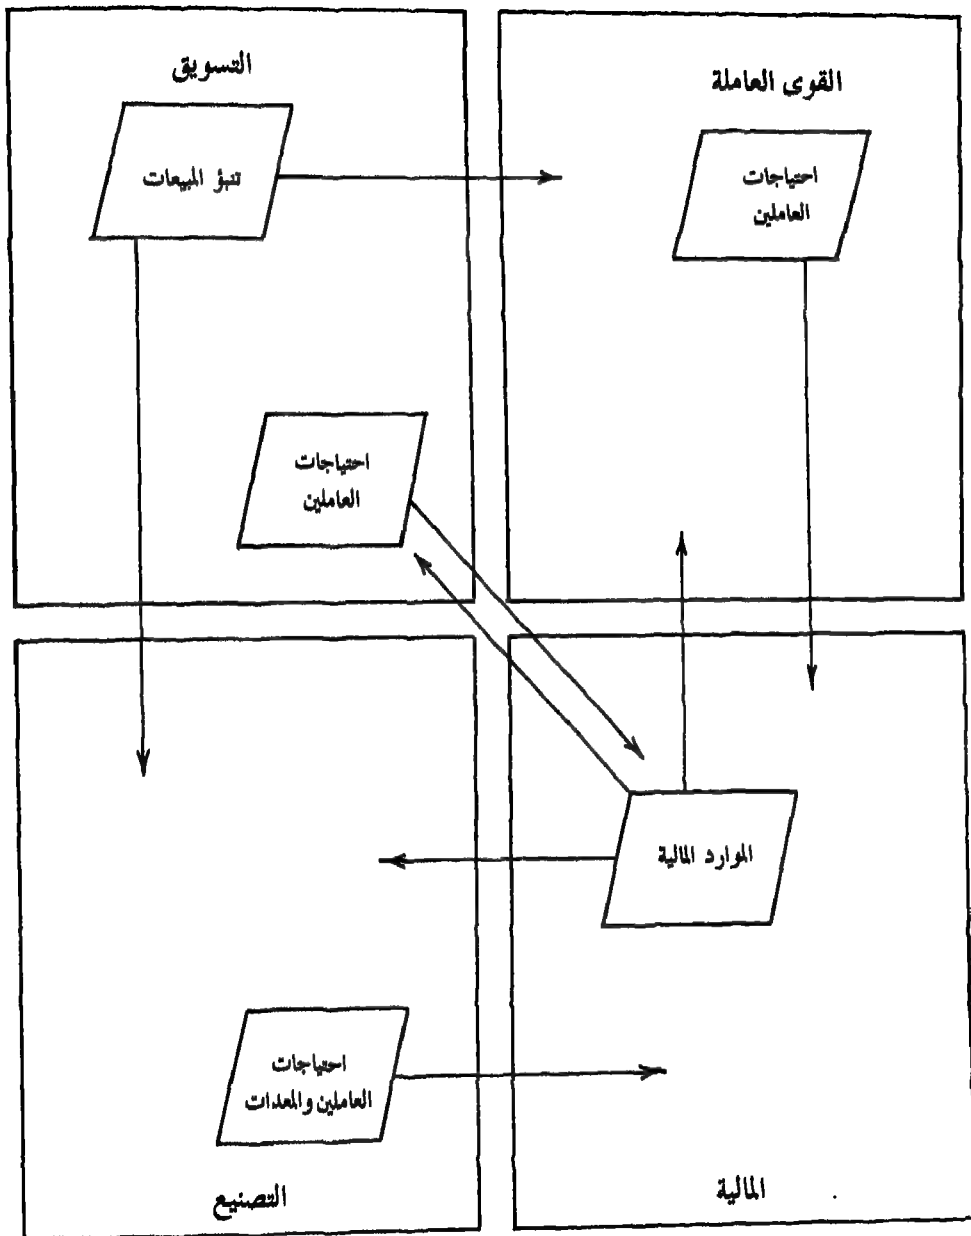 القوى العاملة
احتياجات
العاملين
التسويق
تنبؤ المبيعات
احتياجات
العاملين
الموارد المالية
المالية
احتياجات
العاملين والمعدات
التصنيع